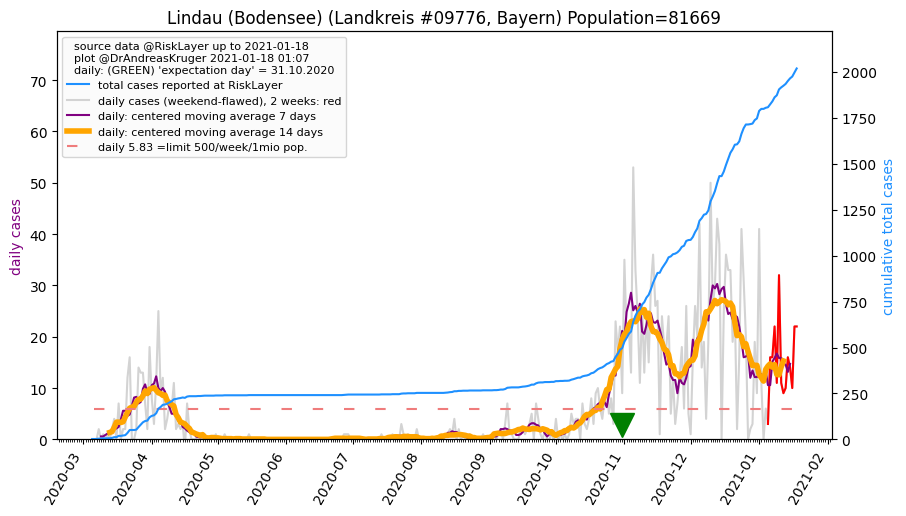 Lindau (Bodensee) (Landkreis #09776, Bayern) Population=81669
source data @RiskLayer up to 2021-01-18
plot @DrAndreasKruger 2021-01-18 01:07
daily: (GREEN) 'expectation day' = 31.10.2020
total cases reported at RiskLayer
daily cases (weekend-flawed), 2 weeks: red
daily: centered moving average 7 days
daily: centered moving average 14 days
daily 5.83 =limit 500/week/1mio pop.
daily cases
70
60
50
40
30
20
10
0
cumulative total cases
2000
1750
1500
1250
1000
750
500
250
0
2020-03
2020-04
2020-05
2020-06
2020-07
2020-08
2020-09
2020-10
2020-11
2020-12
2021-01
2021-02